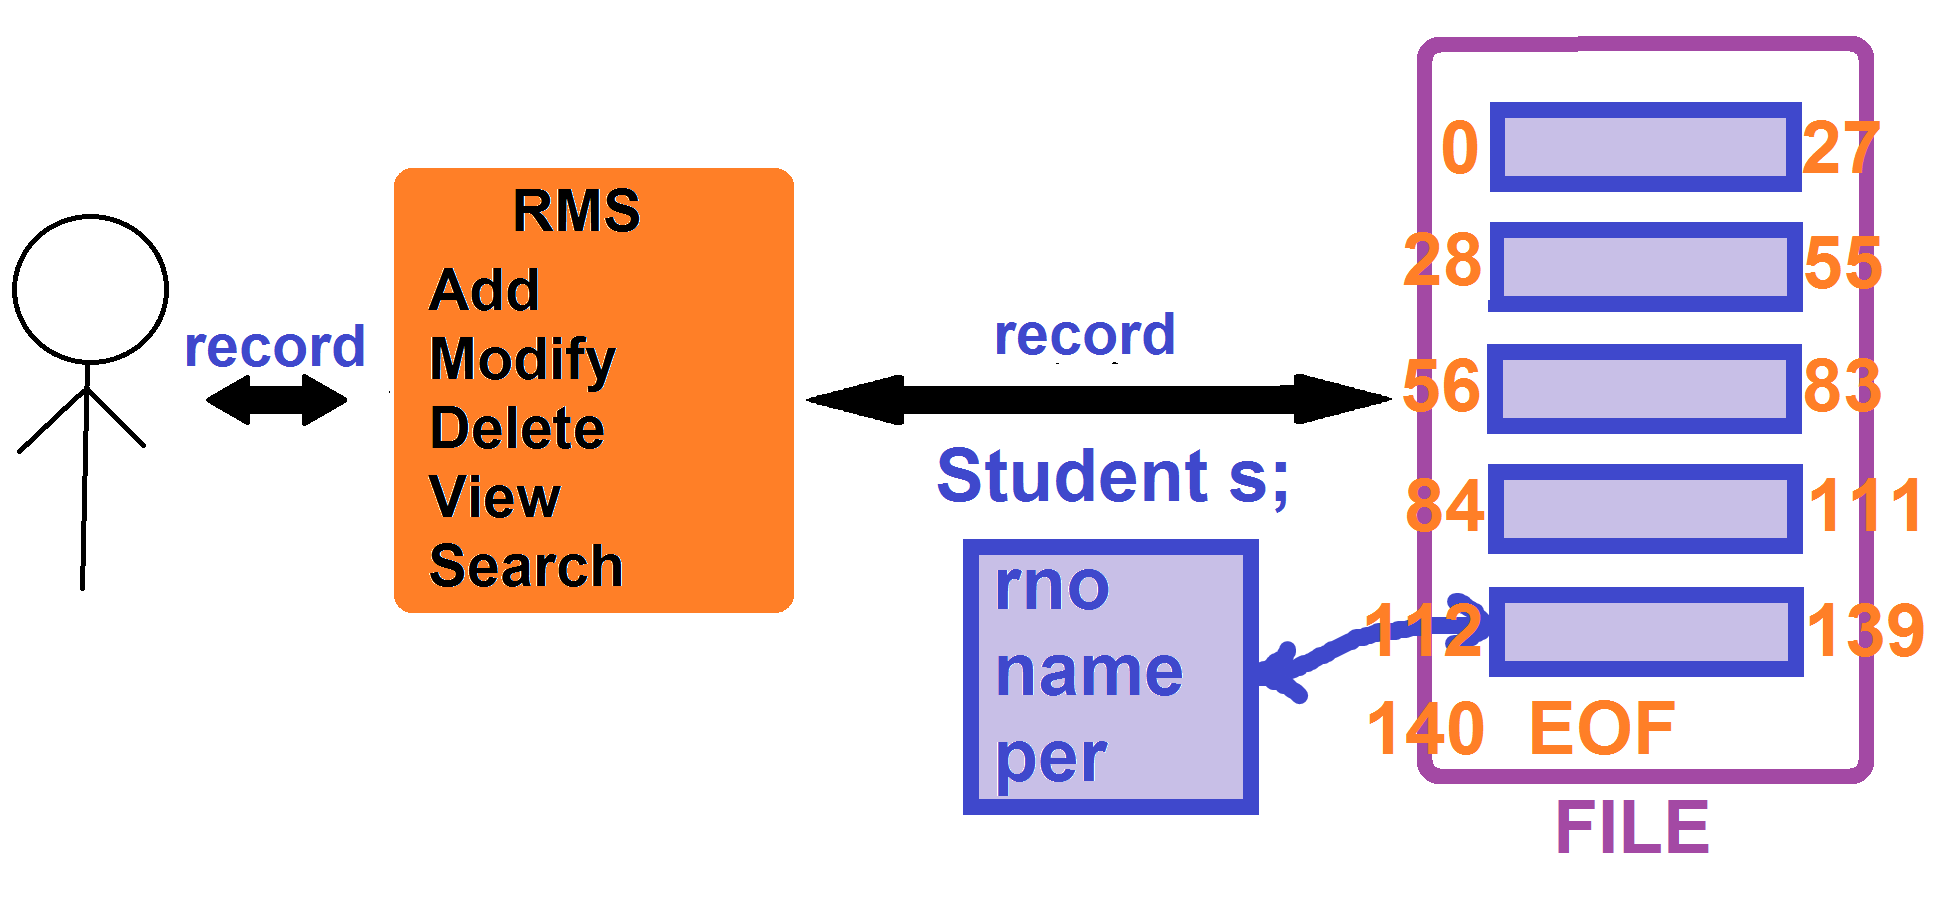 record
RMS
Add
Modify
Delete
View
Search
record
Student s;
rno
name
per
0 27
28 55
56 83
84 111
112 139
140 EOF
FILE